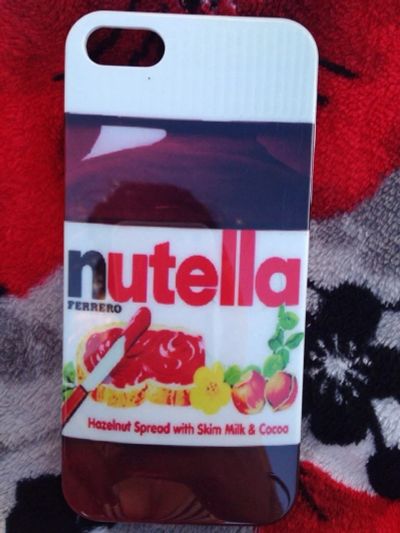 nutella
FERRERO
Hazelnut Spread with Skim Milk & Cocoa